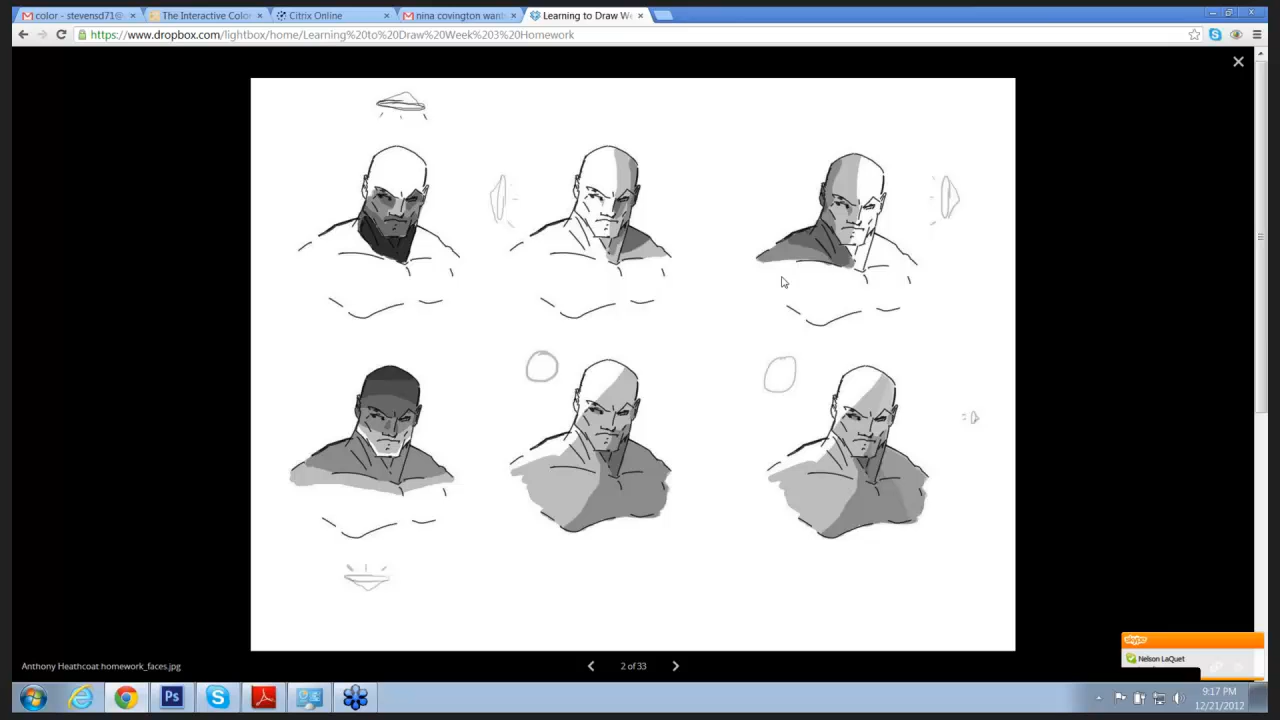 color - stevensd71@
The Interactive Color
Citrix Online
nina covington want
Learning to Draw We
https://www.dropbox.com/lightbox/home/Learning%20to%20Draw%20Week%203%20Homework
Anthony Heathcoat homework_faces.jpg
2 of 33
skype
Nelson LaQuet
Ps
9:17 PM
12/21/2012